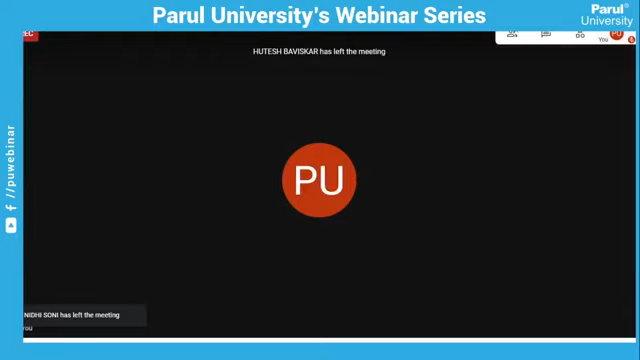 Parul University's Webinar Series
Parul®
University
EC
HUTESH BAVISKAR has left the meeting
You
PU
PU
//puwebinar
NIDHI SONI has left the meeting
You